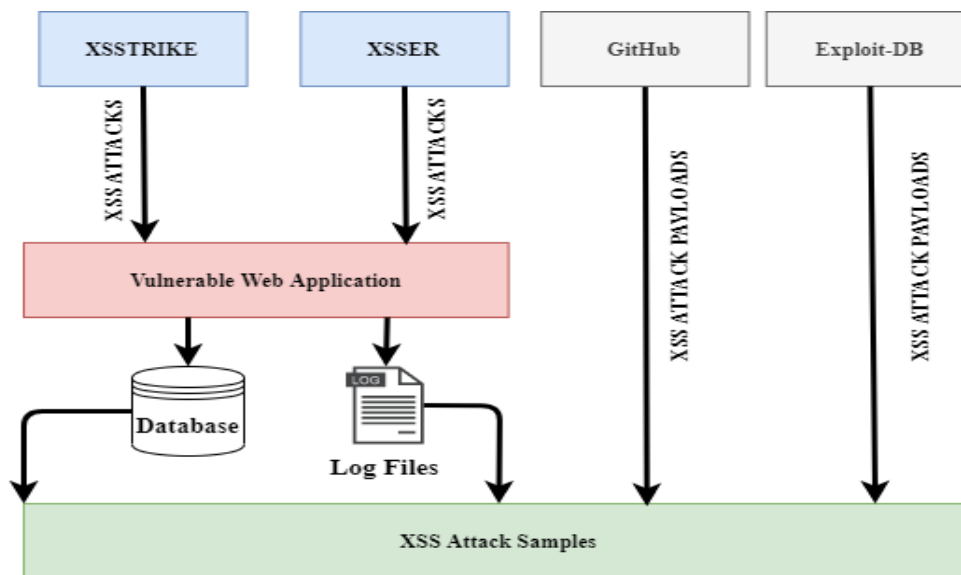 XSSTRIKE
XSSER
GitHub
Exploit-DB
XSS ATTACKS
XSS ATTACKS
XSS ATTACK PAYLOADS
XSS ATTACK PAYLOADS
Vulnerable Web Application
LOG
Database
Log Files
XSS Attack Samples